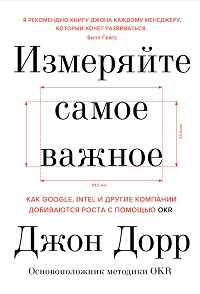 Я РЕКОМЕНДУЮ КНИГУ ДЖОНА КАЖДОМУ МЕНЕДЖЕРУ,
КОТОРЫЙ ХОЧЕТ РАЗВИВАТЬСЯ.
Билл Гейтс
Измеряйте
самое
важное
КАК GOOGLE, INTEL И ДРУГИЕ КОМПАНИИ
ДОБИВАЮТСЯ РОСТА С ПОМОЩЬЮ OKR
Джон Дорр
Основоположник методики OKR